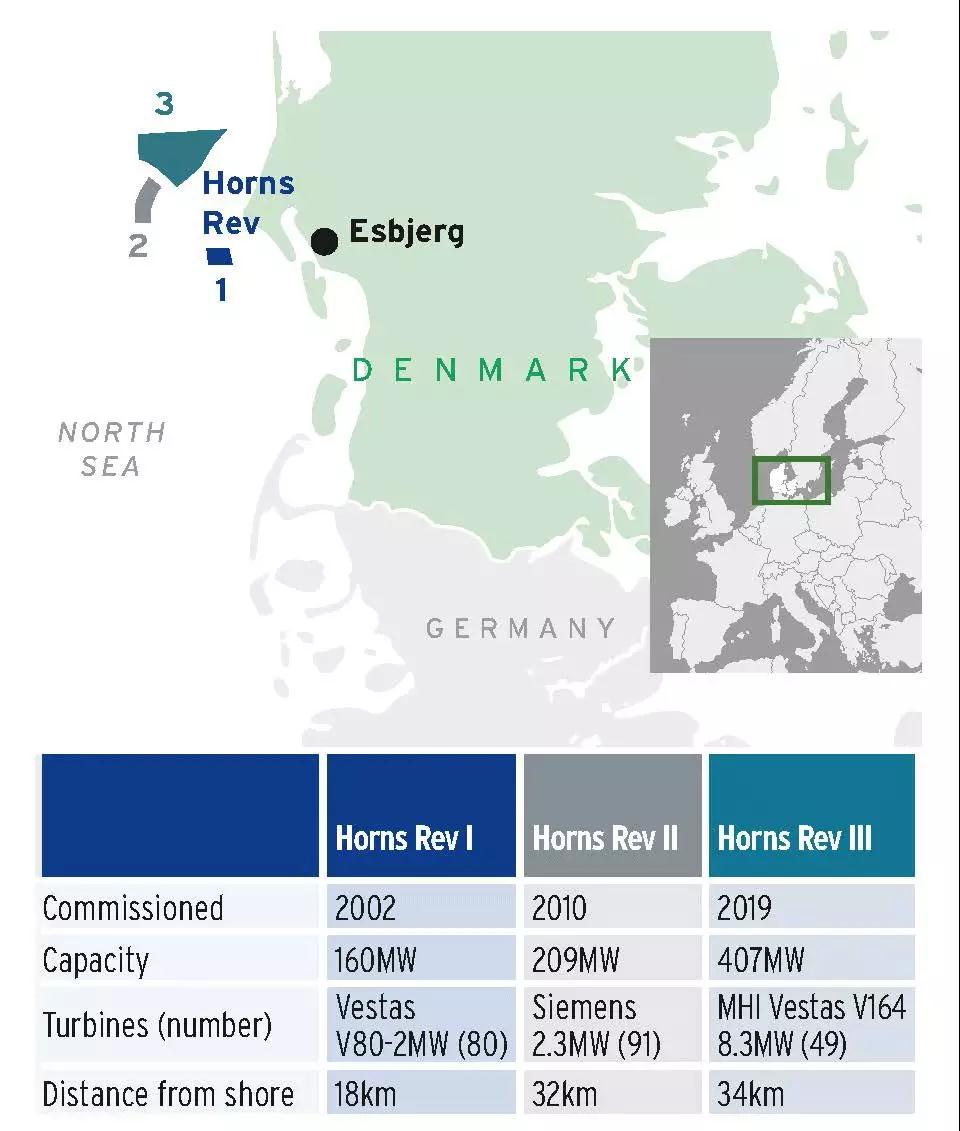 3
Horns
Rev
2
1
Esbjerg
DENMARK
NORTH
SEA
GERMANY
Horns Rev I Horns Rev II Horns Rev III
Commissioned 2002 2010 2019
Capacity 160MW 209MW 407MW
Turbines (number) Vestas V80-2MW (80) Siemens 2.3MW (91) MHI Vestas V164 8.3MW (49)
Distance from shore 18km 32km 34km